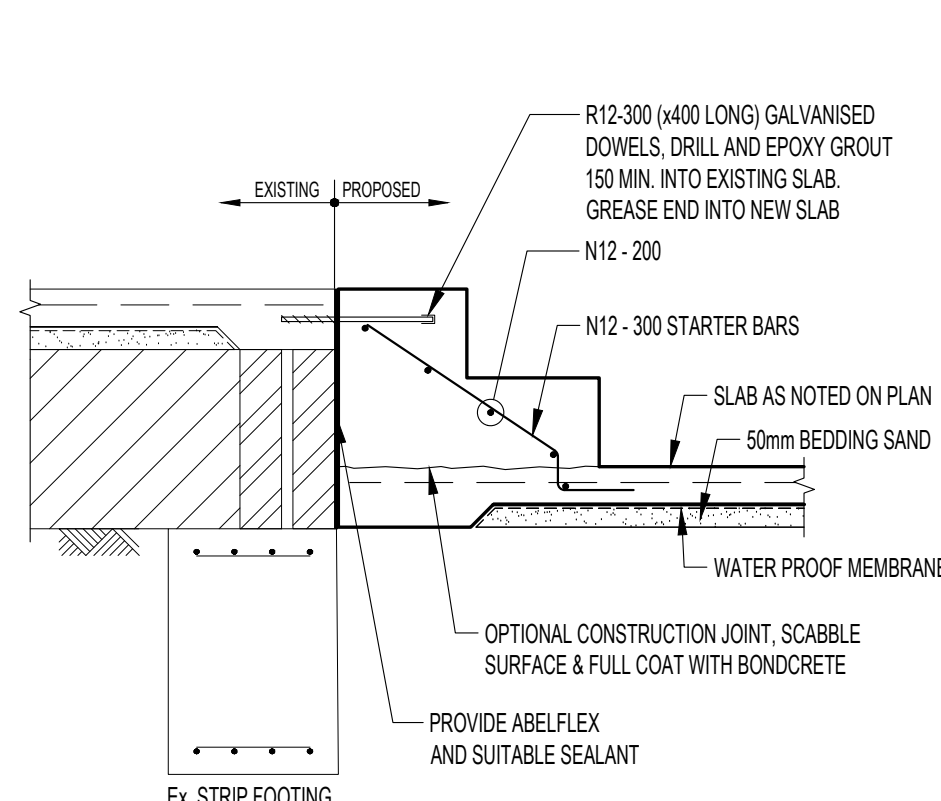 R12-300 (x400 LONG) GALVANISED
DOWELS, DRILL AND EPOXY GROUT
150 MIN. INTO EXISTING SLAB.
GREASE END INTO NEW SLAB
EXISTING
PROPOSED
N12 - 200
N12 - 300 STARTER BARS
SLAB AS NOTED ON PLAN
50mm BEDDING SAND
WATER PROOF MEMBRANE
OPTIONAL CONSTRUCTION JOINT, SCABBLE
SURFACE & FULL COAT WITH BONDCRETE
PROVIDE ABELFLEX
AND SUITABLE SEALANT
Ex. STRIP FOOTING